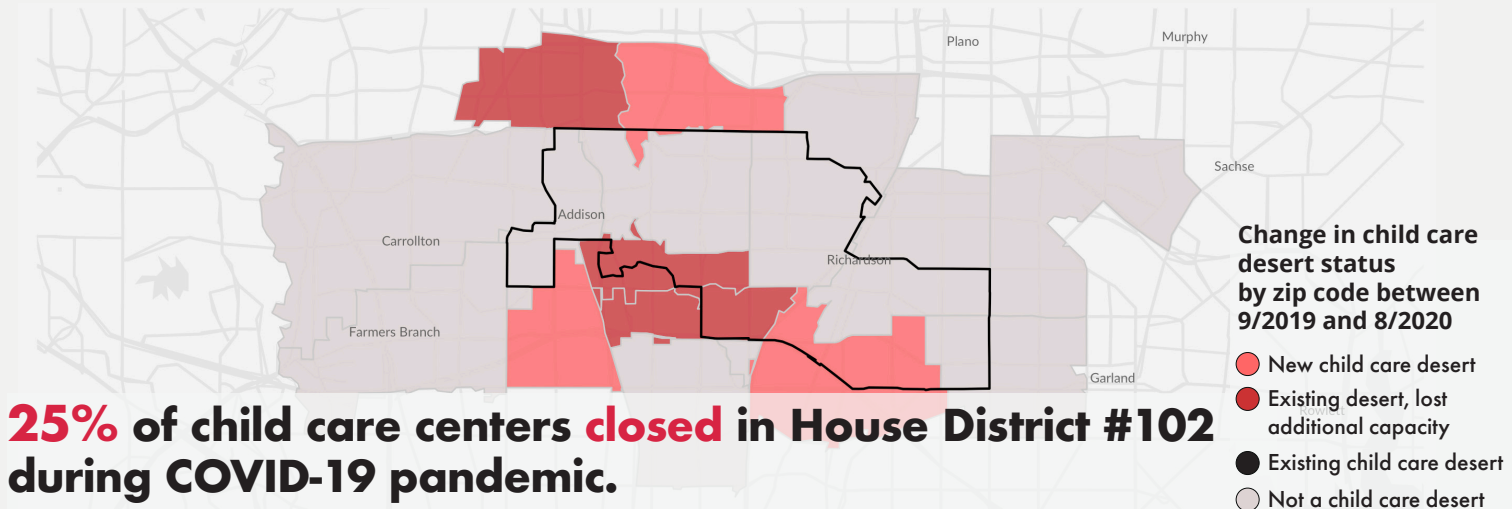 Plano
Murphy
Sachse
Addison
Carrollton
Richardson
Farmers Branch
Garland
Rowlett
Change in child care
desert status
by zip code between
9/2019 and 8/2020
New child care desert
Existing desert, lost
additional capacity
Existing child care desert
Not a child care desert
25% of child care centers closed in House District #102
during COVID-19 pandemic.